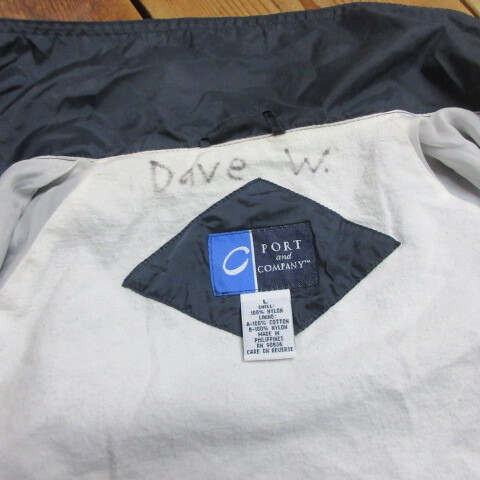 Dave W.
C
PORT
and
COMPANY™
L
SHELL:
100% NYLON
LINING:
A-100% COTTON
B-100% NYLON
MADE IN
PHILIPPINES
RN 90836
CARE ON REVERSE